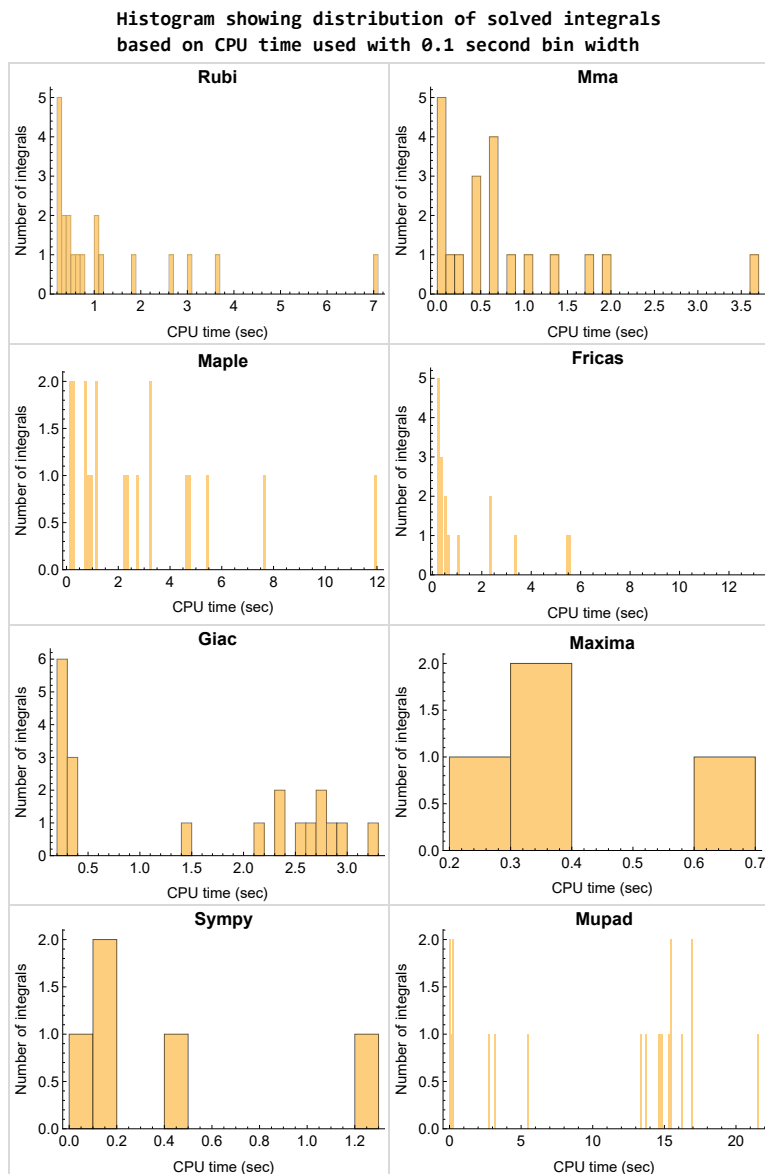 Histogram showing distribution of solved integrals
based on CPU time used with 0.1 second bin width
Rubi
Number of integrals
0 1 2 3 4 5
1 2 3 4 5 6 7
CPU time (sec)
Mma
Number of integrals
0 1 2 3 4 5
0.0 0.5 1.0 1.5 2.0 2.5 3.0 3.5
CPU time (sec)
Maple
Number of integrals
0.0 0.5 1.0 1.5 2.0
0 2 4 6 8 10 12
CPU time (sec)
Fricas
Number of integrals
0 1 2 3 4 5
0 2 4 6 8 10 12
CPU time (sec)
Giac
Number of integrals
0 1 2 3 4 5 6
0.5 1.0 1.5 2.0 2.5 3.0
CPU time (sec)
Maxima
Number of integrals
0.0 0.5 1.0 1.5 2.0
0.2 0.3 0.4 0.5 0.6 0.7
CPU time (sec)
Sympy
Number of integrals
0.0 0.5 1.0 1.5 2.0
0.0 0.2 0.4 0.6 0.8 1.0 1.2
CPU time (sec)
Mupad
Number of integrals
0.0 0.5 1.0 1.5 2.0
0 5 10 15 20
CPU time (sec)